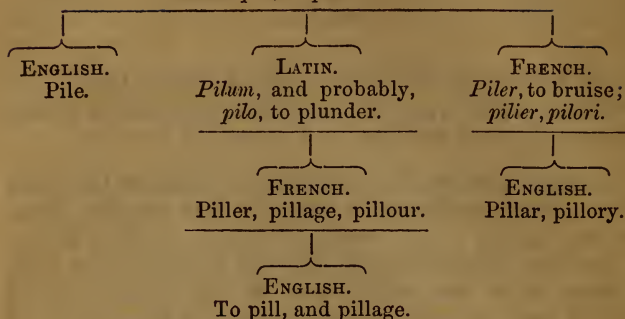 ENGLISH.
Pile.
LATIN.
Pilum, and probably,
pilo, to plunder.
FRENCH.
Piler, to bruise;
pilier, pilori.
FRENCH.
Piller, pillage, pillour.
ENGLISH.
Pillar, pillory.
ENGLISH.
To pill, and pillage.